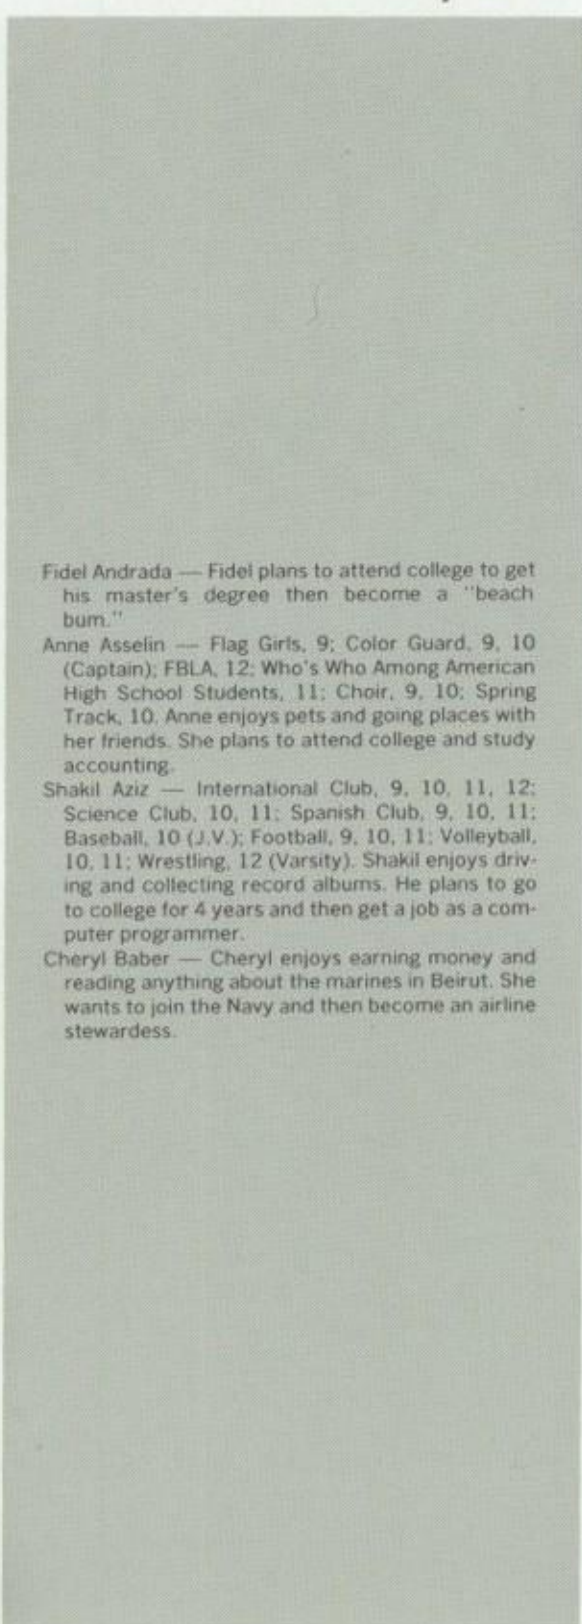 Fidel Andrada — Fidel plans to attend college to get
his master's degree then become a "beach
bum."
Anne Asselin — Flag Girls, 9; Color Guard, 9, 10
(Captain); FBLA, 12; Who's Who Among American
High School Students, 11; Choir, 9, 10; Spring
Track, 10. Anne enjoys pets and going places with
her friends. She plans to attend college and study
accounting.
Shakil Aziz — International Club, 9, 10, 11, 12;
Science Club, 10, 11; Spanish Club, 9, 10, 11;
Baseball, 10 (J.V.); Football, 9, 10, 11; Volleyball,
10, 11; Wrestling, 12 (Varsity). Shakil enjoys driv-
ing and collecting record albums. He plans to go
to college for 4 years and then get a job as a com-
puter programmer.
Cheryl Baber — Cheryl enjoys earning money and
reading anything about the marines in Beirut. She
wants to join the Navy and then become an airline
stewardess.